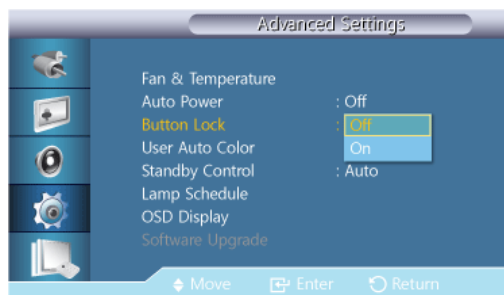 Advanced Settings
Fan & Temperature
Auto Power : Off
Button Lock : Off
User Auto Color On
Standby Control : Auto
Lamp Schedule
OSD Display
Software Upgrade
Move Enter Return